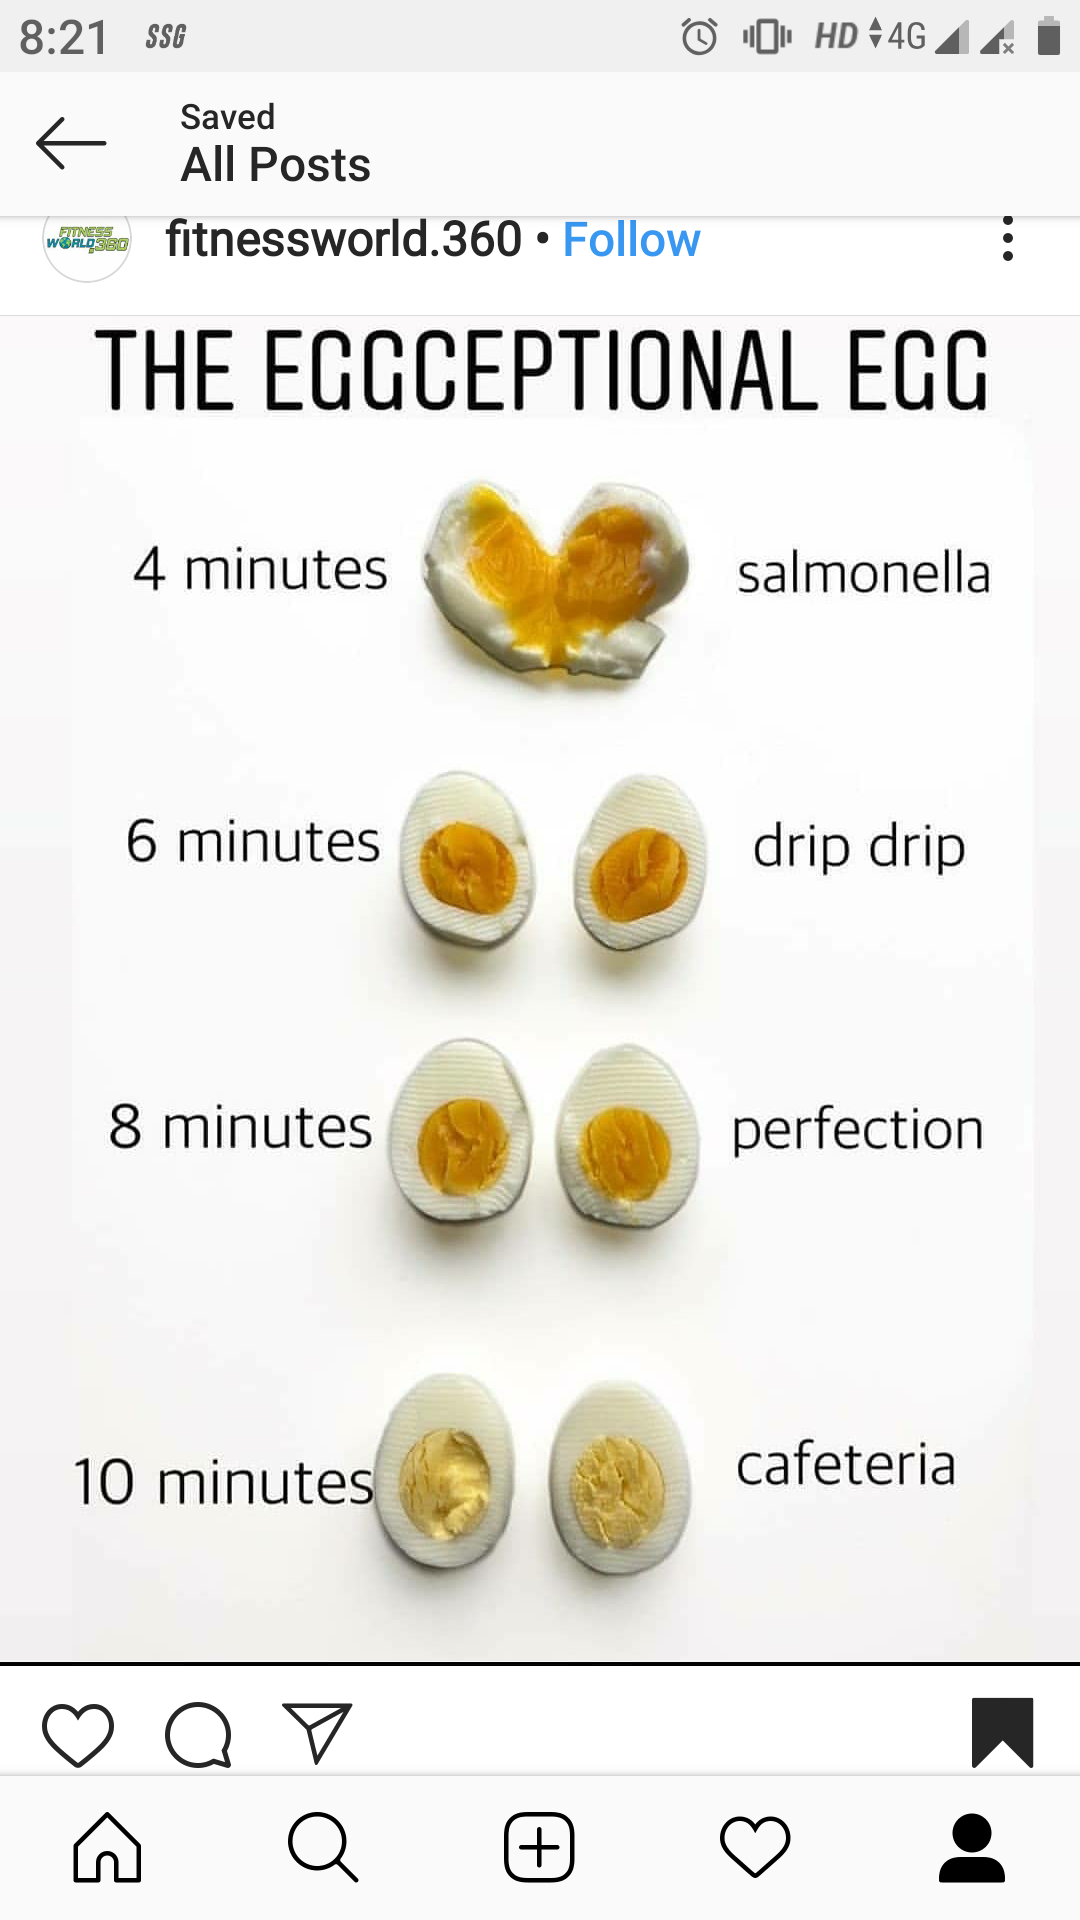 8:21 SSG HD 4G
Saved
All Posts
FITNESS
WORLD.360
fitnessworld.360 • Follow
THE EGGCEPTIONAL EGG
4 minutes salmonella
6 minutes drip drip
8 minutes perfection
10 minutes cafeteria